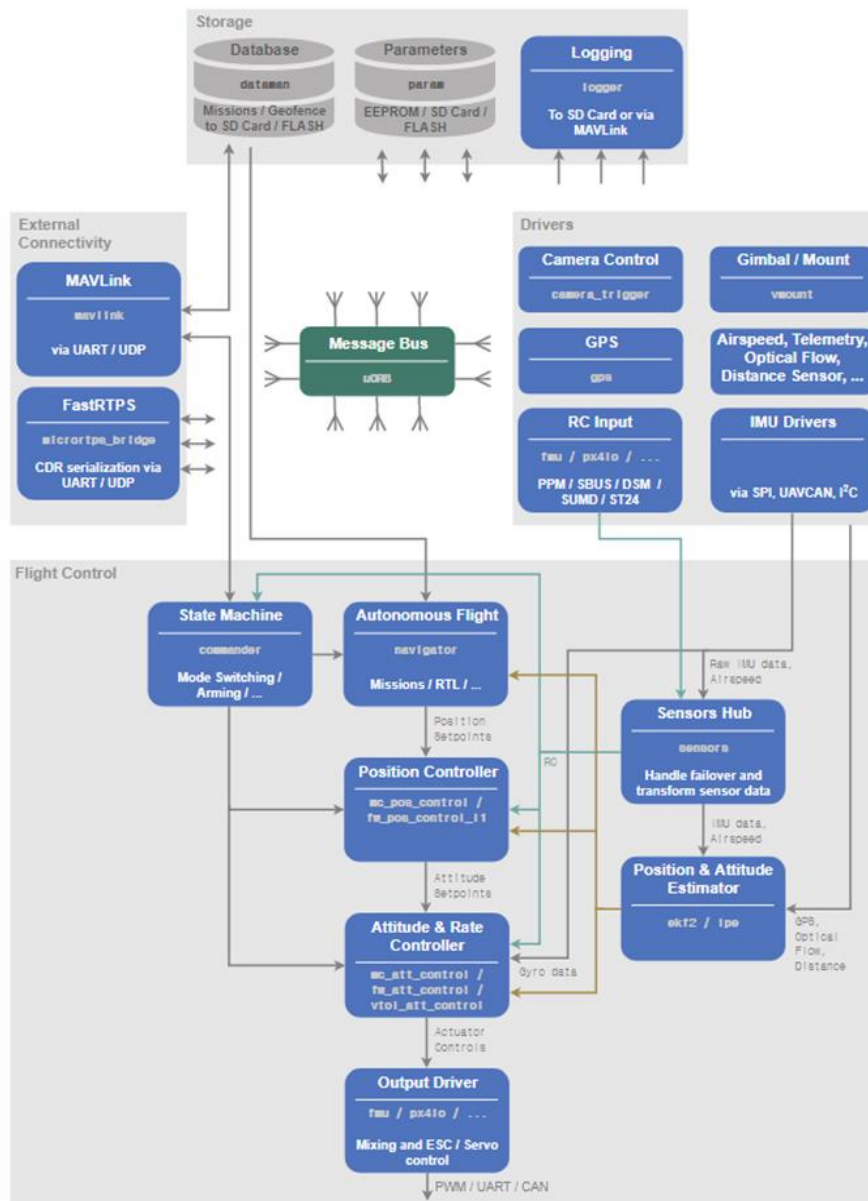 Storage
Database
dataman
Missions / Geofence
to SD Card / FLASH
Parameters
param
EEPROM / SD Card /
FLASH
Logging
logger
To SD Card or via
MAVLink
External
Connectivity
MAVLink
mavlink
via UART / UDP
FastRTPS
micrortps_bridge
CDR serialization via
UART / UDP
Message Bus
uORB
Drivers
Camera Control
camera_trigger
Gimbal / Mount
vmount
GPS
gps
Airspeed, Telemetry,
Optical Flow,
Distance Sensor, ...
RC Input
fmu / px4io / ...
PPM / SBUS / DSM /
SUMD / ST24
IMU Drivers
via SPI, UAVCAN, I²C
Flight Control
State Machine
commander
Mode Switching /
Arming / ...
Autonomous Flight
navigator
Missions / RTL / ...
Raw IMU data,
Airspeed
Sensors Hub
sensors
Handle failover and
transform sensor data
Position
Setpoints
RC
Position Controller
mc_pos_control /
fw_pos_control_l1
IMU data,
Airspeed
Position & Attitude
Estimator
ekf2 / lpe
Attitude
Setpoints
Attitude & Rate
Controller
mc_att_control /
fw_att_control /
vtol_att_control
Gyro data
GPS,
Optical
Flow,
Distance
Actuator
Controls
Output Driver
fmu / px4io / ...
Mixing and ESC / Servo
control
PWM / UART / CAN